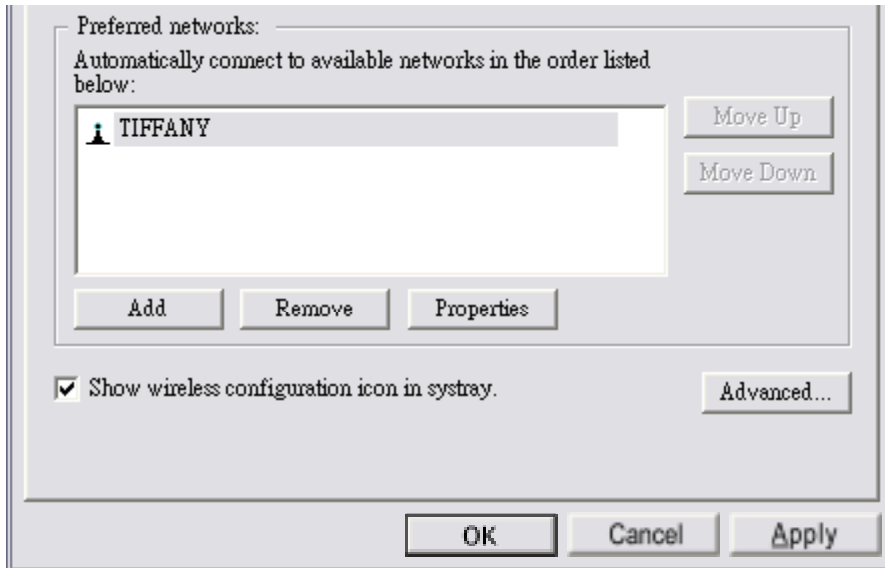 Preferred networks:
Automatically connect to available networks in the order listed
below:
TIFFANY
Move Up
Move Down
Add
Remove
Properties
Show wireless configuration icon in systray.
Advanced...
OK
Cancel
Apply